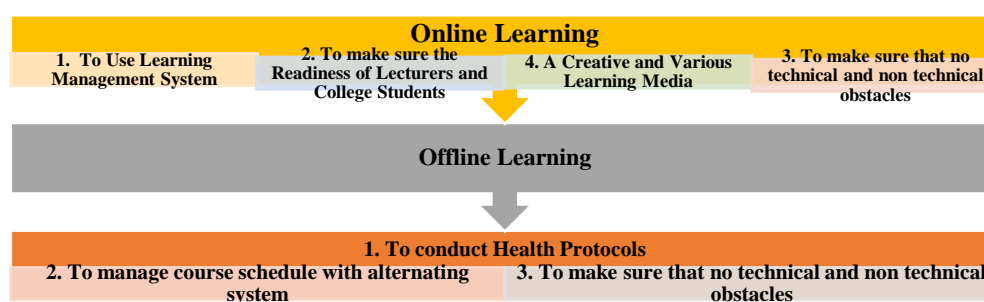 Online Learning
1. To Use Learning
Management System
2. To make sure the
Readiness of Lecturers and
College Students
4. A Creative and Various
Learning Media
3. To make sure that no
technical and non technical
obstacles
Offline Learning
1. To conduct Health Protocols
2. To manage course schedule with alternating
system
3. To make sure that no technical and non technical
obstacles